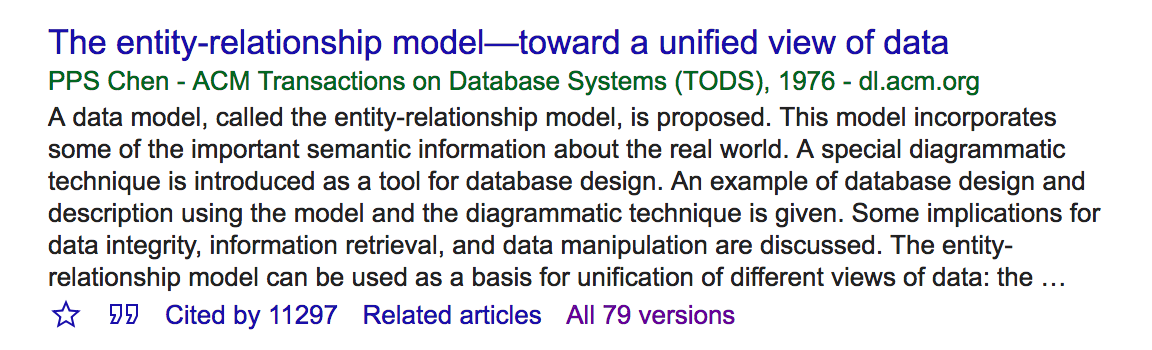 The entity-relationship model—toward a unified view of data
PPS Chen - ACM Transactions on Database Systems (TODS), 1976 - dl.acm.org
A data model, called the entity-relationship model, is proposed. This model incorporates
some of the important semantic information about the real world. A special diagrammatic
technique is introduced as a tool for database design. An example of database design and
description using the model and the diagrammatic technique is given. Some implications for
data integrity, information retrieval, and data manipulation are discussed. The entity-
relationship model can be used as a basis for unification of different views of data: the …
Cited by 11297 Related articles All 79 versions